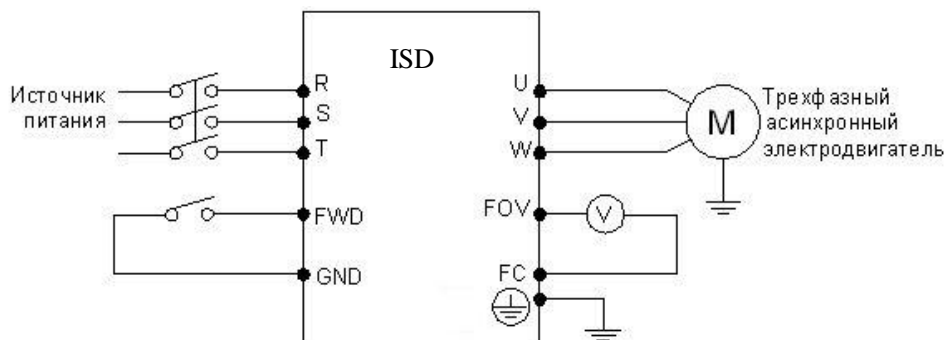 ISD
Источник
питания
R
S
T
FWD
GND
U
V
W
FOV
FC
M
V
Трехфазный
асинхронный
электродвигатель